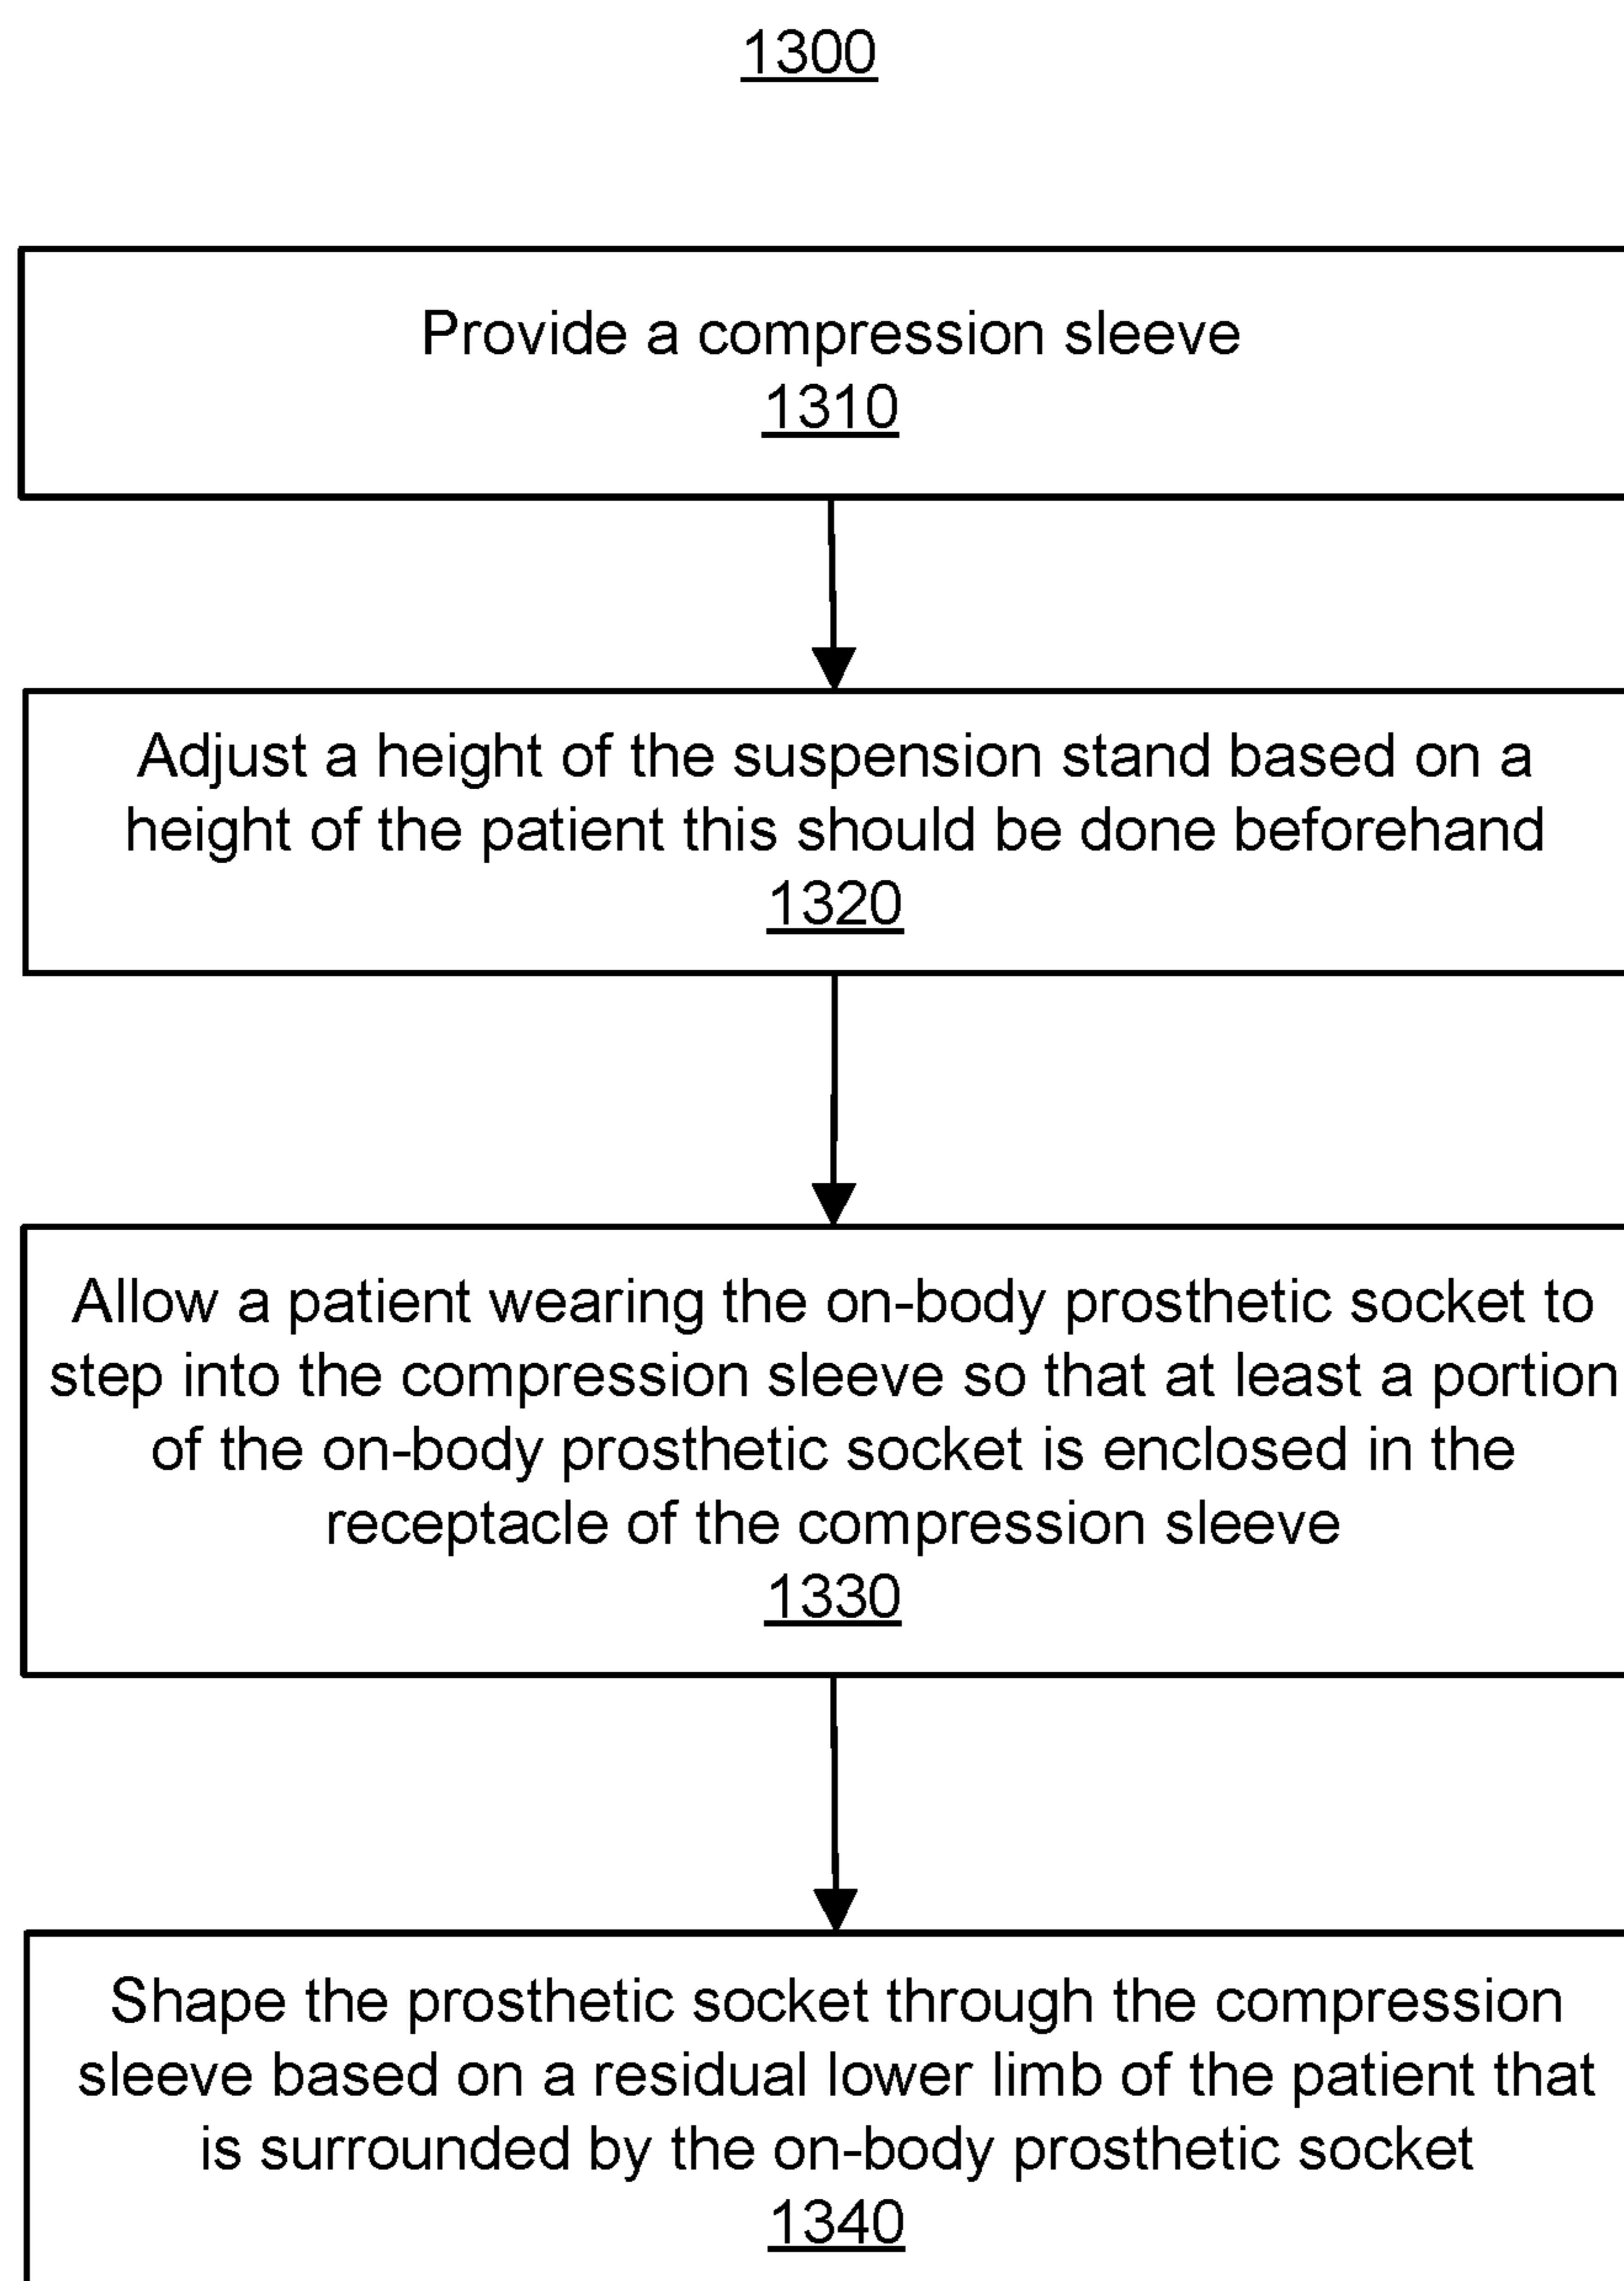 1300
Provide a compression sleeve
1310
Adjust a height of the suspension stand based on a
height of the patient this should be done beforehand
1320
Allow a patient wearing the on-body prosthetic socket to
step into the compression sleeve so that at least a portion
of the on-body prosthetic socket is enclosed in the
receptacle of the compression sleeve
1330
Shape the prosthetic socket through the compression
sleeve based on a residual lower limb of the patient that
is surrounded by the on-body prosthetic socket
1340